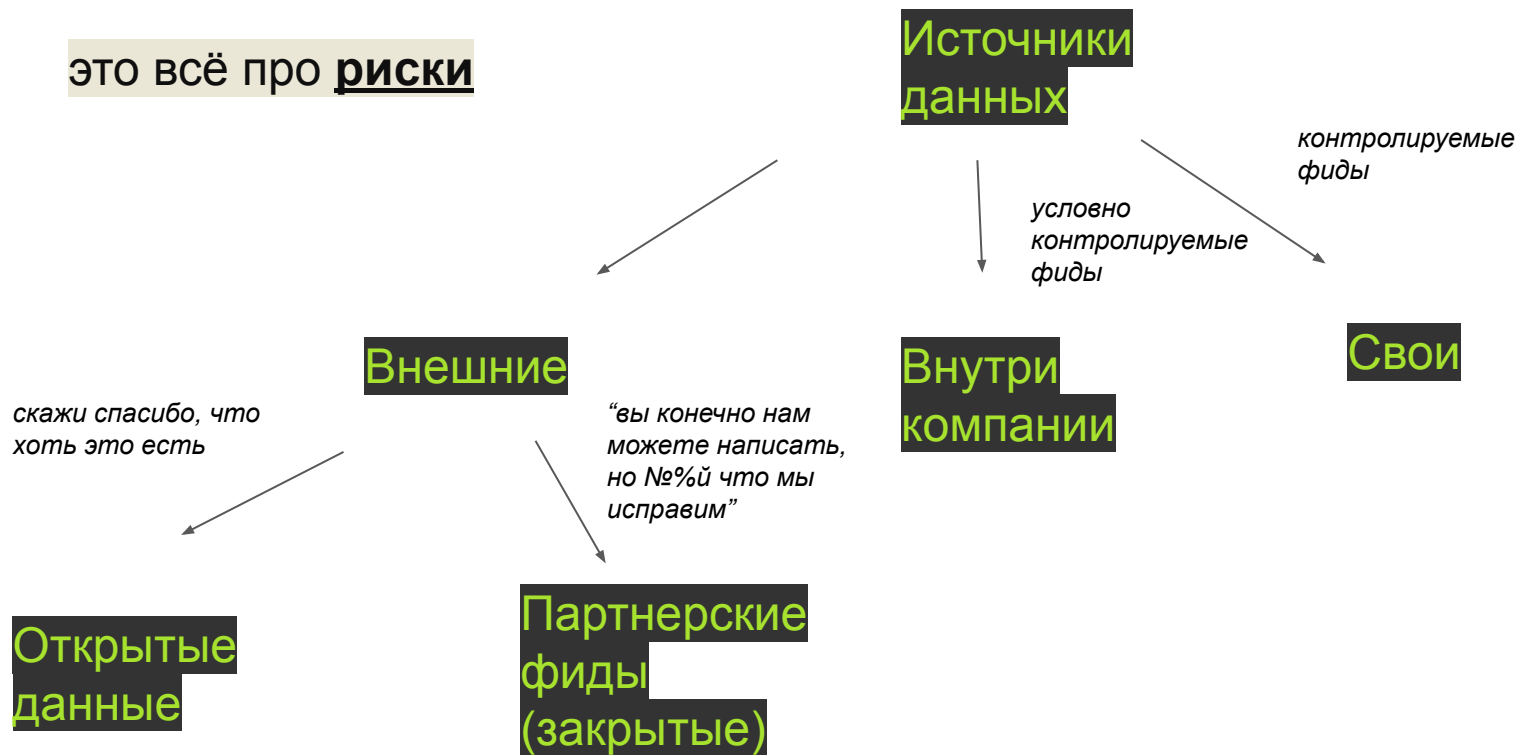 это всё про риски
Источники
данных
контролируемые
фиды
условно
контролируемые
фиды
Внешние
Внутри
компании
Свои
скажи спасибо, что
хоть это есть
“вы конечно нам
можете написать,
но №%й что мы
исправим”
Открытые
данные
Партнерские
фиды
(закрытые)